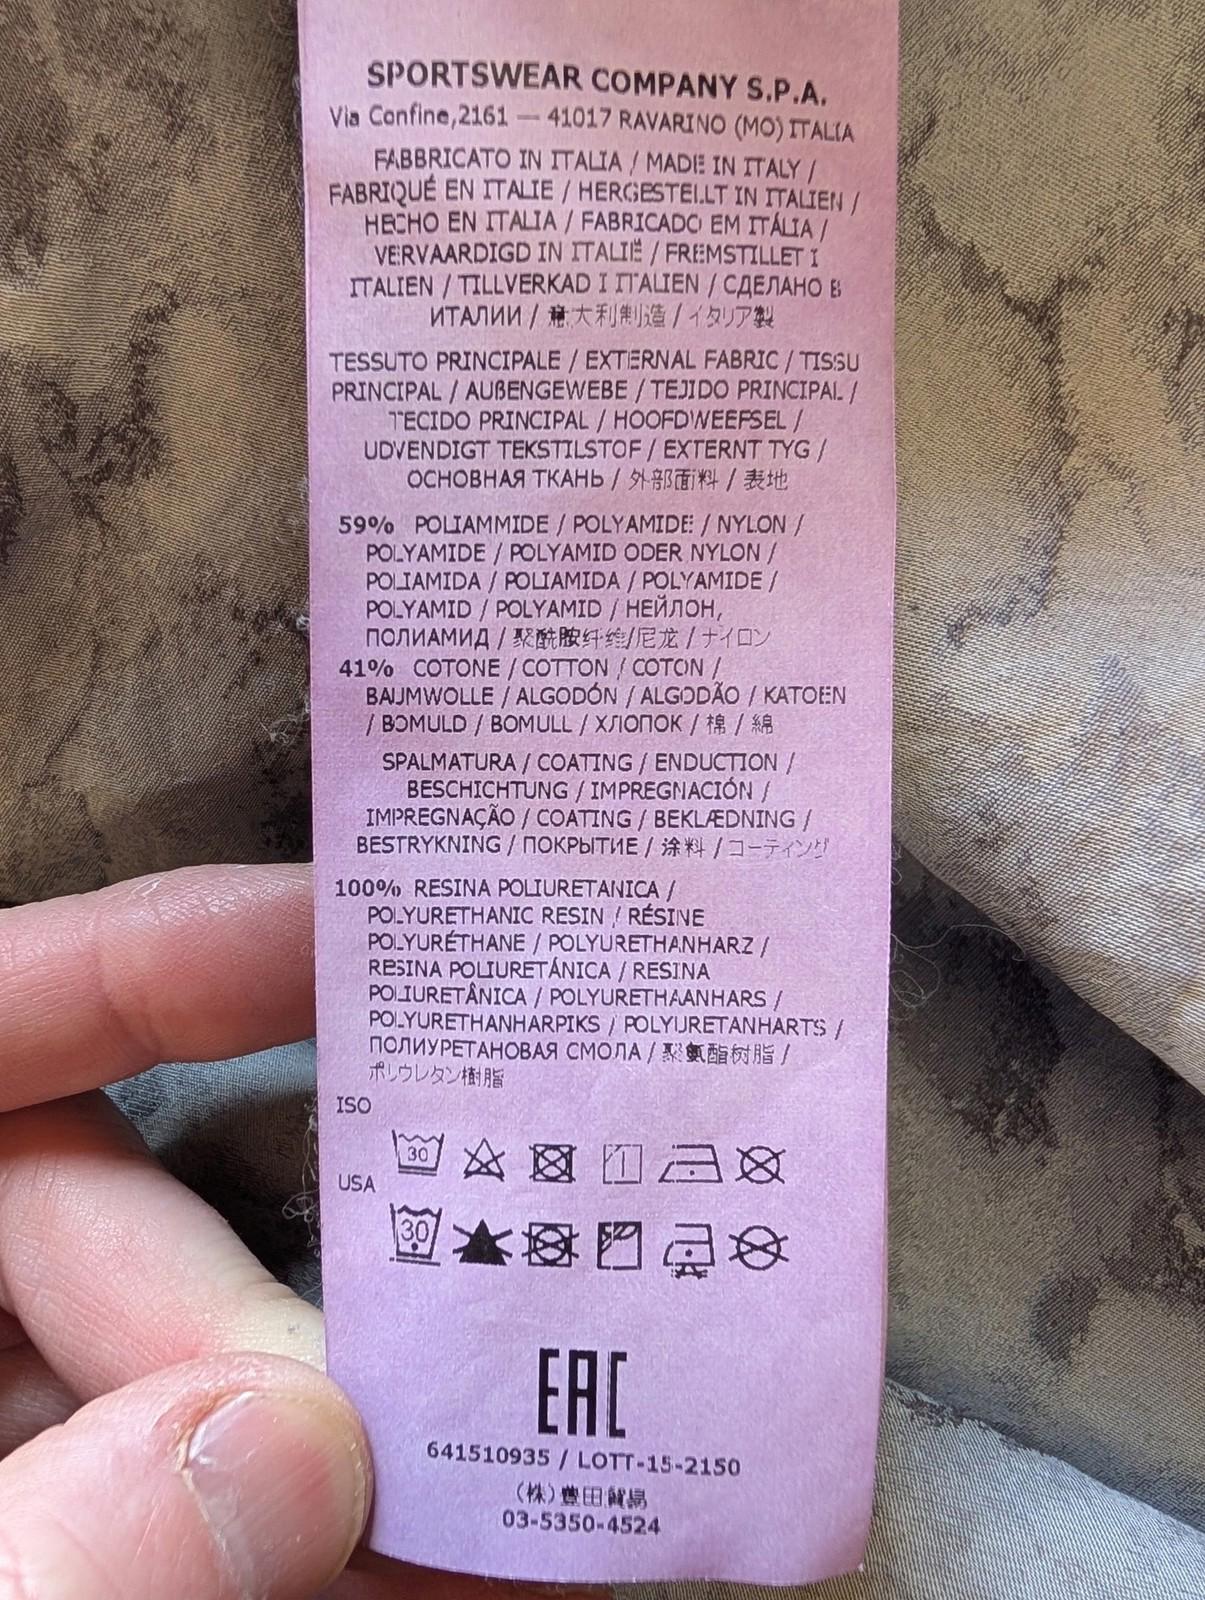 SPORTSWEAR COMPANY S.P.A.
Via Confine,2161 — 41017 RAVARINO (MO) ITALIA
FABBRICATO IN ITALIA / MADE IN ITALY /
FABRIQUÉ EN ITALIE / HERGESTELLT IN ITALIEN /
HECHO EN ITALIA / FABRICADO EM ITÁLIA /
VERVAARDIGD IN ITALIË / FREMSTILLET I
ITALIEN / TILLVERKAD I ITALIEN / СДЕЛАНО В
ИТАЛИИ / 意大利制造 / イタリア製
TESSUTO PRINCIPALE / EXTERNAL FABRIC / TISSU
PRINCIPAL / AUßENGEWEBE / TEJIDO PRINCIPAL /
TECIDO PRINCIPAL / HOOFDWEEFSEL /
UDVENDIGT TEKSTILSTOF / EXTERNT TYG /
ОСНОВНАЯ ТКАНЬ / 外部面料 / 表地
59% POLIAMMIDE / POLYAMIDE / NYLON /
POLYAMIDE / POLYAMID ODER NYLON /
POLIAMIDA / POLIAMIDA / POLYAMIDE /
POLYAMID / POLYAMID / НЕЙЛОН,
ПОЛИАМИД / 聚酰胺纤维/尼龙 / ナイロン
41% COTONE / COTTON / COTON /
BAUMWOLLE / ALGODÓN / ALGODÃO / KATOEN
/ BOMULD / BOMULL / ХЛОПОК / 棉 / 綿
SPALMATURA / COATING / ENDUCTION /
BESCHICHTUNG / IMPREGNACIÓN /
IMPREGNAÇÃO / COATING / BEKLÆDNING /
BESTRYKNING / ПОКРЫТИЕ / 涂料 / コーティング
100% RESINA POLIURETANICA /
POLYURETHANIC RESIN / RÉSINE
POLYURÉTHANE / POLYURETHANHARZ /
RESINA POLIURETÁNICA / RESINA
POLIURETÂNICA / POLYURETHAANHARS /
POLYURETHANHARPIKS / POLYURETANHARTS /
ПОЛИУРЕТАНОВАЯ СМОЛА / 聚氨酯树脂 /
ポリウレタン樹脂
ISO
30
USA
30
EAC
641510935 / LOTT-15-2150
(株)豊田貿易
03-5350-4524